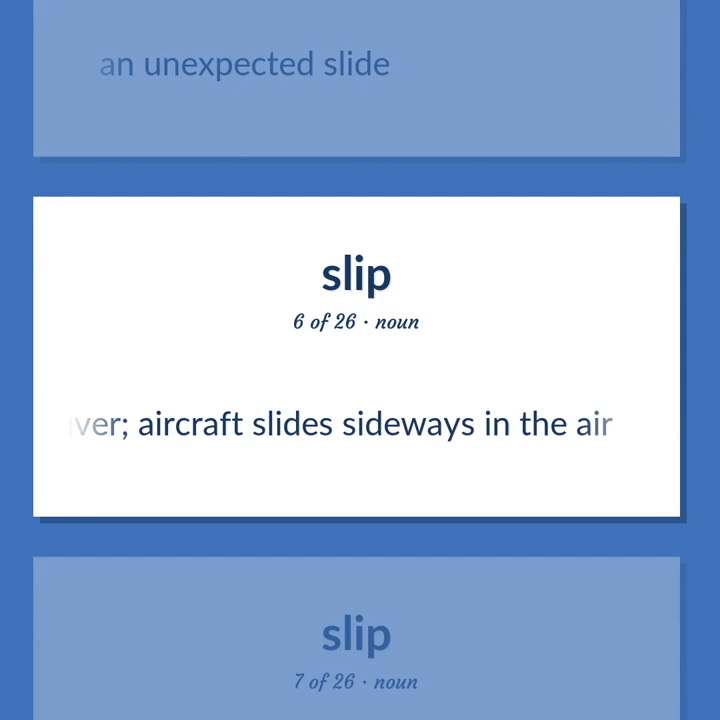 an unexpected slide
slip
6 of 26 · noun
aircraft slides sideways in the air
slip
7 of 26 · noun